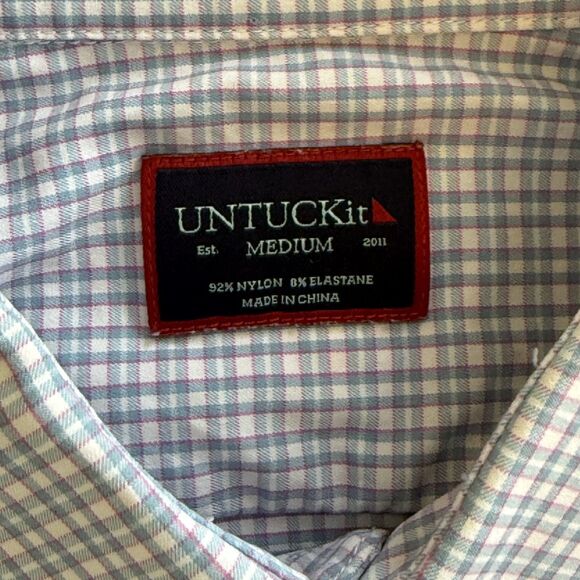 UNTUCKit
Est. MEDIUM 2011
92% NYLON 8% ELASTANE
MADE IN CHINA